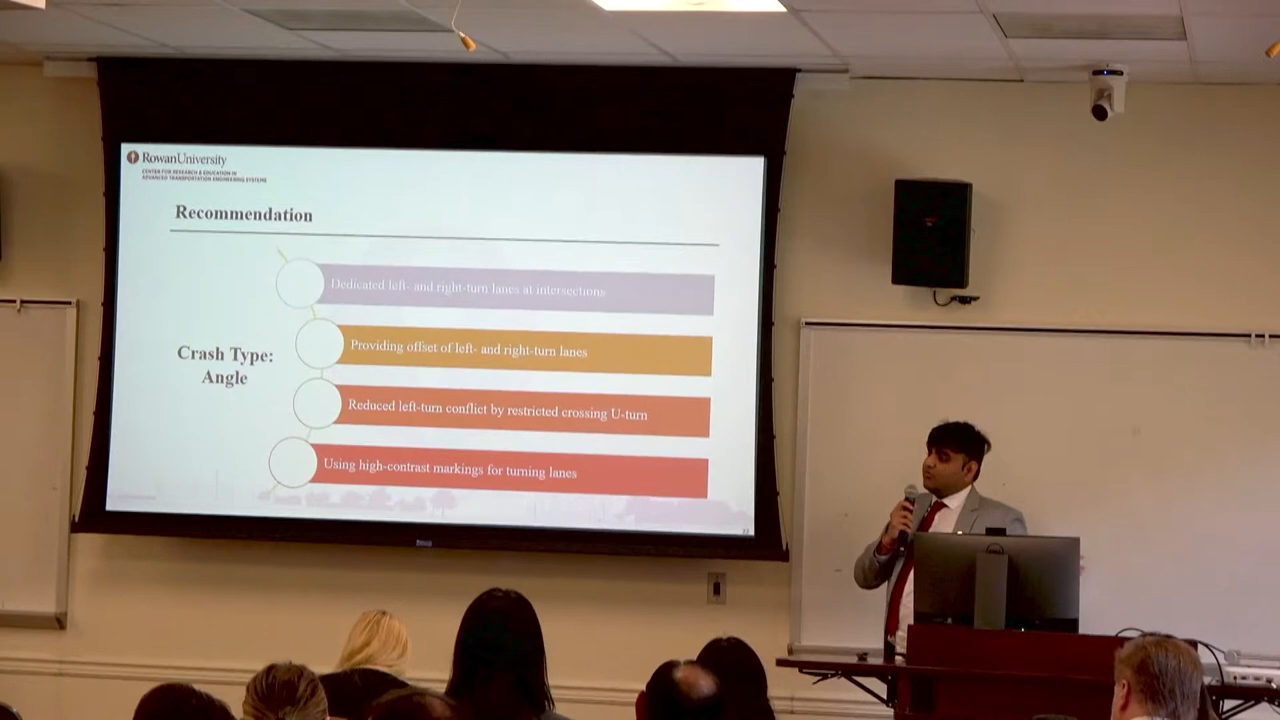 Rowan University
CENTER FOR RESEARCH & EDUCATION IN
ADVANCED TRANSPORTATION ENGINEERING SYSTEMS
Recommendation
Crash Type:
Angle
Dedicated left- and right-turn lanes at intersections
Providing offset of left- and right-turn lanes
Reduced left-turn conflict by restricted crossing U-turn
Using high-contrast markings for turning lanes